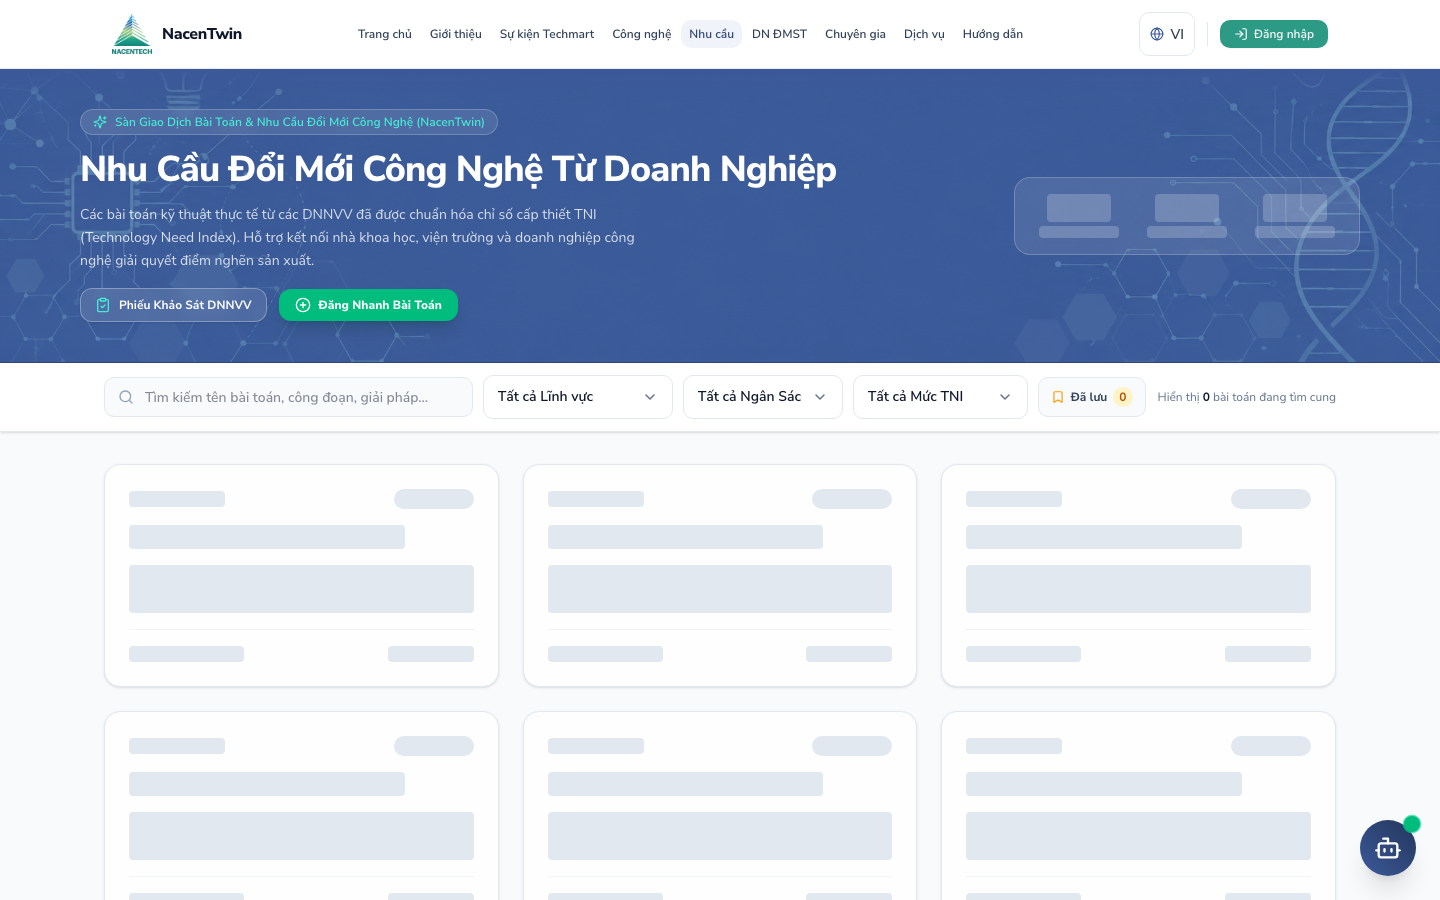 NACENTECH
NacenTwin
Trang chủ
Giới thiệu
Sự kiện Techmart
Công nghệ
Nhu cầu
DN ĐMST
Chuyên gia
Dịch vụ
Hướng dẫn
VI
Đăng nhập
Sàn Giao Dịch Bài Toán & Nhu Cầu Đổi Mới Công Nghệ (NacenTwin)
Nhu Cầu Đổi Mới Công Nghệ Từ Doanh Nghiệp
Các bài toán kỹ thuật thực tế từ các DNNVV đã được chuẩn hóa chỉ số cấp thiết TNI
(Technology Need Index). Hỗ trợ kết nối nhà khoa học, viện trường và doanh nghiệp công
nghệ giải quyết điểm nghẽn sản xuất.
Phiếu Khảo Sát DNNVV
Đăng Nhanh Bài Toán
Tìm kiếm tên bài toán, công đoạn, giải pháp...
Tất cả Lĩnh vực
Tất cả Ngân Sác
Tất cả Mức TNI
Đã lưu 0
Hiển thị 0 bài toán đang tìm cung